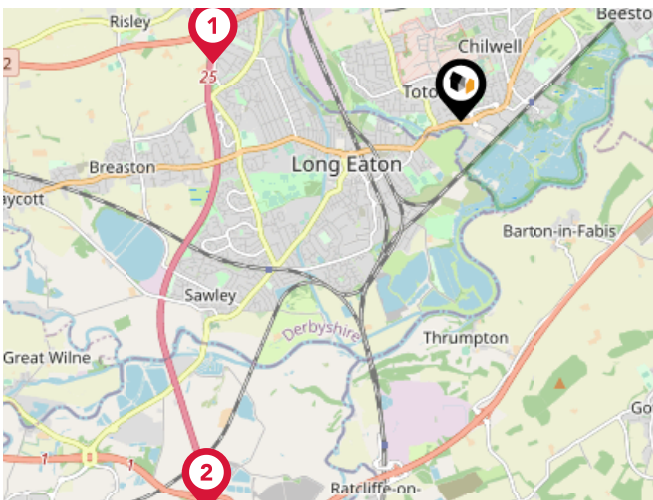 Risley
1
Beesto
Chilwell
2
25
Toto
Breaston
Long Eaton
aycott
Barton-in-Fabis
Sawley
Derbyshire
Thrumpton
Great Wilne
Go
1
1
2
Ratcliffe-on-